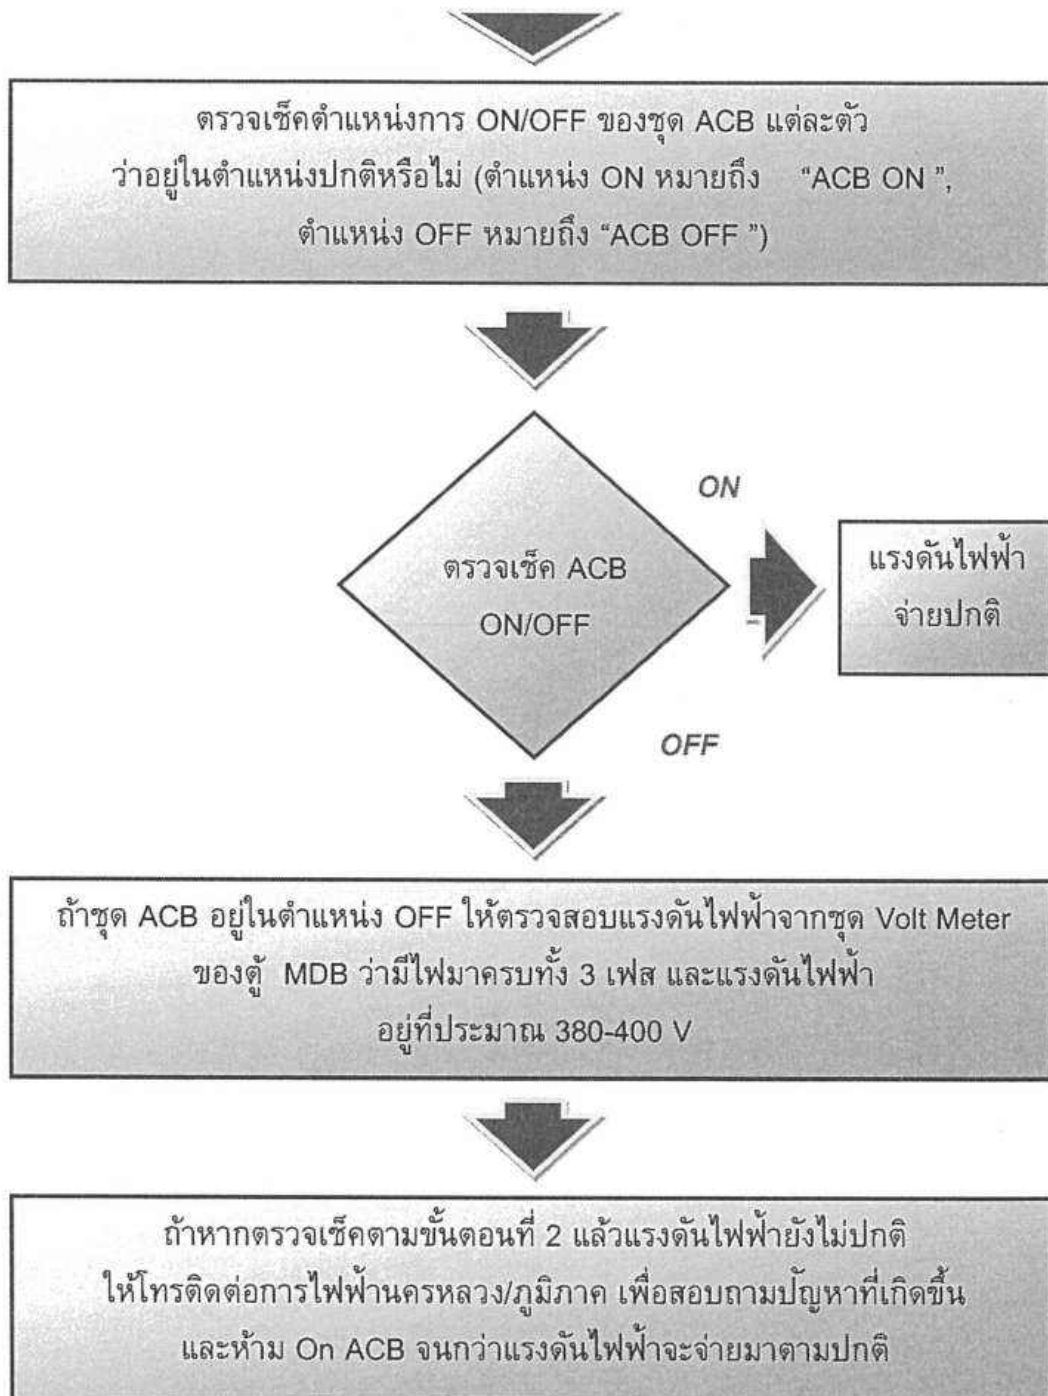 ตรวจเช็คตำแหน่งการ ON/OFF ของชุด ACB แต่ละตัว
ว่าอยู่ในตำแหน่งปกติหรือไม่ (ตำแหน่ง ON หมายถึง "ACB ON ",
ตำแหน่ง OFF หมายถึง "ACB OFF ")
ตรวจเช็ค ACB
ON/OFF
ON
แรงดันไฟฟ้า
จ่ายปกติ
OFF
ถ้าชุด ACB อยู่ในตำแหน่ง OFF ให้ตรวจสอบแรงดันไฟฟ้าจากชุด Volt Meter
ของตู้ MDB ว่ามีไฟมาครบทั้ง 3 เฟส และแรงดันไฟฟ้า
อยู่ที่ประมาณ 380-400 V
ถ้าหากตรวจเช็คตามขั้นตอนที่ 2 แล้วแรงดันไฟฟ้ายังไม่ปกติ
ให้โทรติดต่อการไฟฟ้านครหลวง/ภูมิภาค เพื่อสอบถามปัญหาที่เกิดขึ้น
และห้าม On ACB จนกว่าแรงดันไฟฟ้าจะจ่ายมาตามปกติ